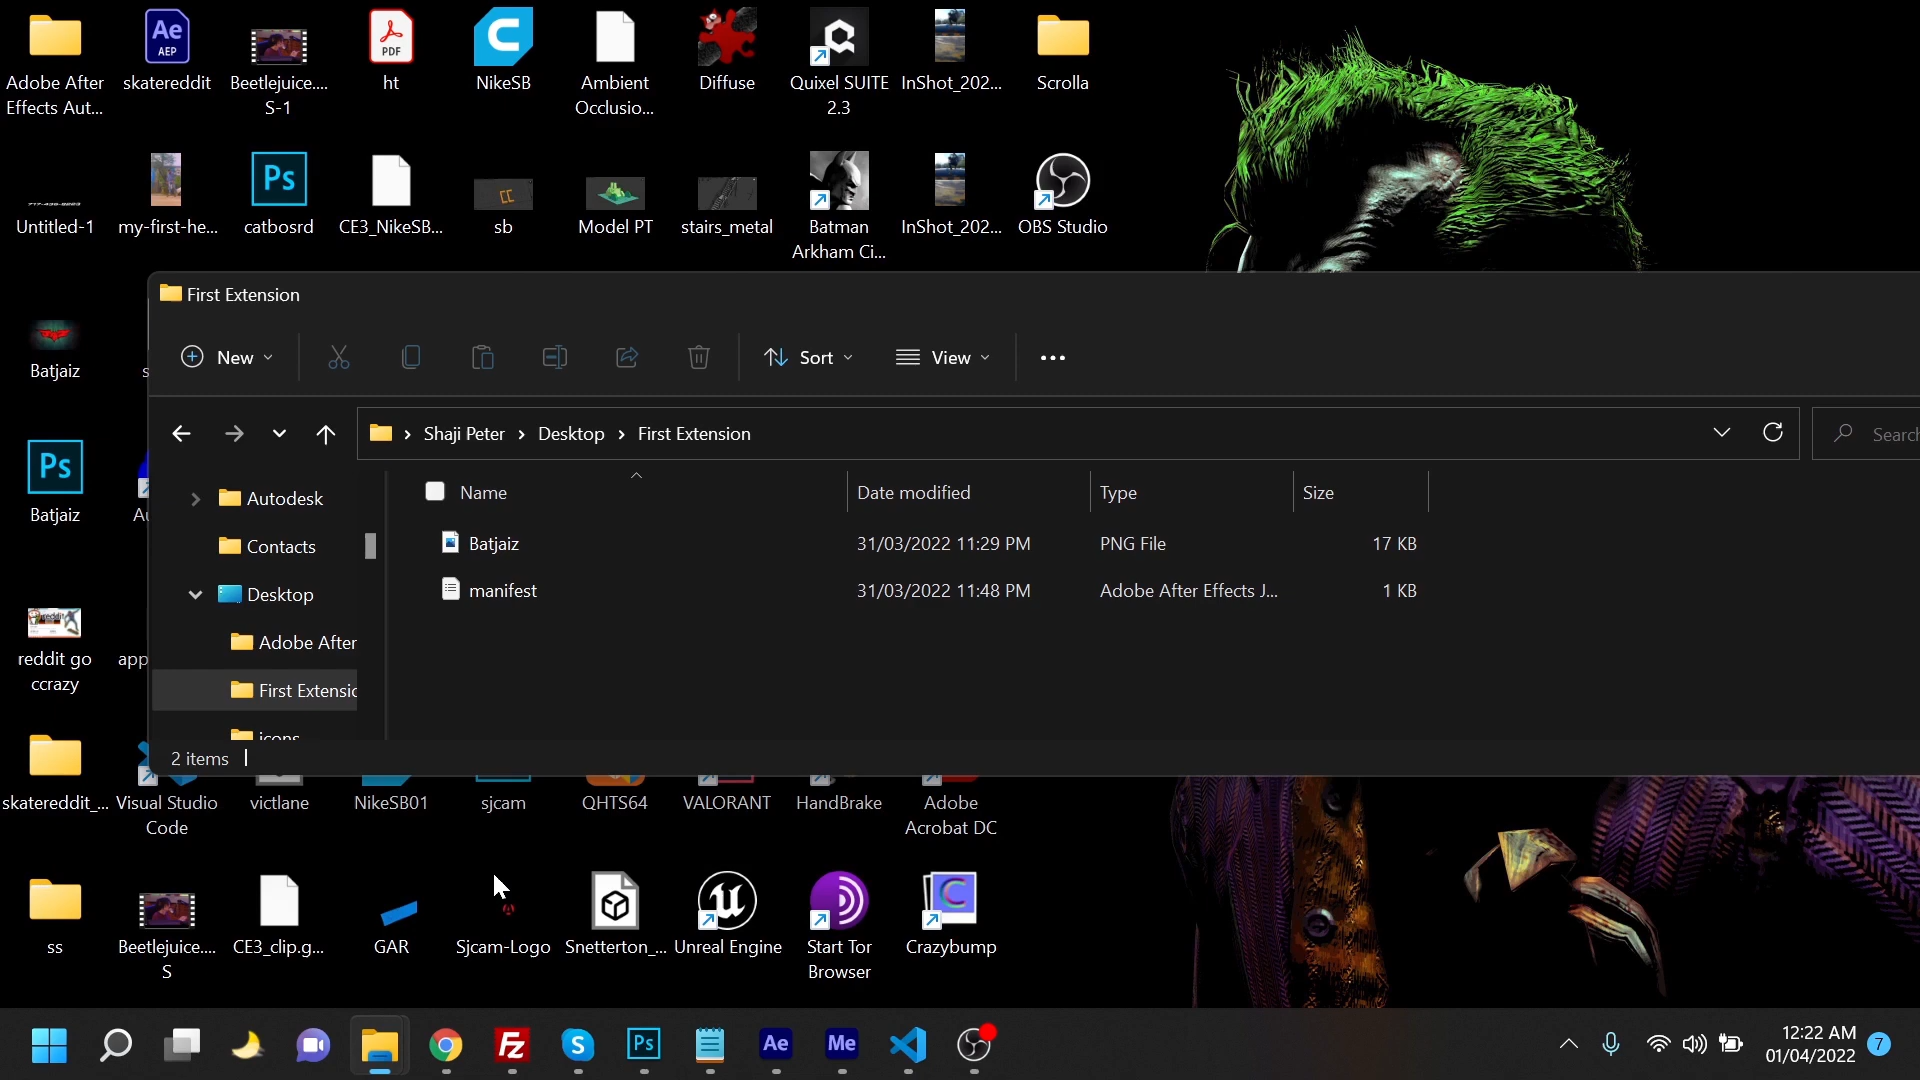 Adobe After
Effects Aut...
skatereddit
Beetlejuice....
S-1
ht
NikeSB
Ambient
Occlusio...
Diffuse
Quixel SUITE
2.3
InShot_202...
Scrolla
Untitled-1
my-first-he...
catbosrd
CE3_NikeSB...
sb
Model PT
stairs_metal
Batman
Arkham Ci...
InShot_202...
OBS Studio
Batjaiz
s
First Extension
New
Sort
View
Shaji Peter
Desktop
First Extension
Search
Batjaiz
Au
Autodesk
Contacts
Desktop
Adobe After
First Extensio
icons
Name
Date modified
Type
Size
Batjaiz
31/03/2022 11:29 PM
PNG File
17 KB
manifest
31/03/2022 11:48 PM
Adobe After Effects J...
1 KB
2 items
reddit go
ccrazy
app
skatereddit_...
Visual Studio
Code
victlane
NikeSB01
sjcam
QHTS64
VALORANT
HandBrake
Adobe
Acrobat DC
ss
Beetlejuice....
S
CE3_clip.g...
GAR
Sjcam-Logo
Snetterton_...
Unreal Engine
Start Tor
Browser
Crazybump
12:22 AM
01/04/2022
7